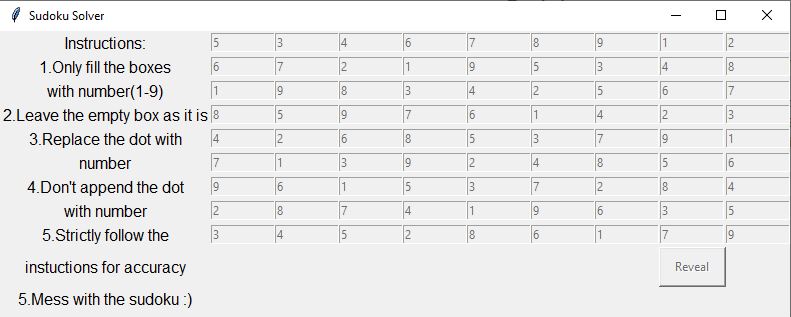 Sudoku Solver
Instructions: 5 3 4 6 7 8 9 1 2
1.Only fill the boxes 6 7 2 1 9 5 3 4 8
with number(1-9) 1 9 8 3 4 2 5 6 7
2.Leave the empty box as it is 8 5 9 7 6 1 4 2 3
3.Replace the dot with 4 2 6 8 5 3 7 9 1
number 7 1 3 9 2 4 8 5 6
4.Don't append the dot 9 6 1 5 3 7 2 8 4
with number 2 8 7 4 1 9 6 3 5
5.Strictly follow the 3 4 5 2 8 6 1 7 9
instuctions for accuracy Reveal
5.Mess with the sudoku :)